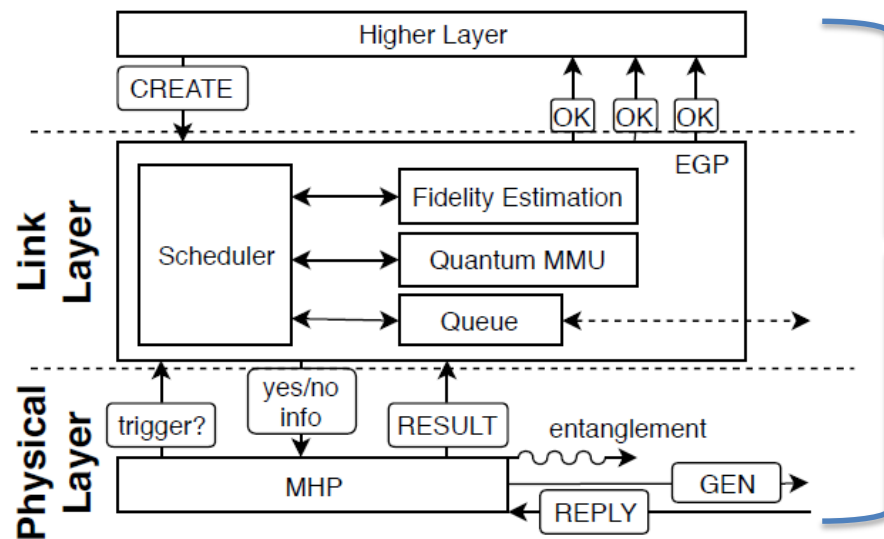 Higher Layer
CREATE
OK
OK
OK
EGP
Link
Layer
Scheduler
Fidelity Estimation
Quantum MMU
Queue
Physical
Layer
trigger?
yes/no
info
RESULT
entanglement
MHP
GEN
REPLY